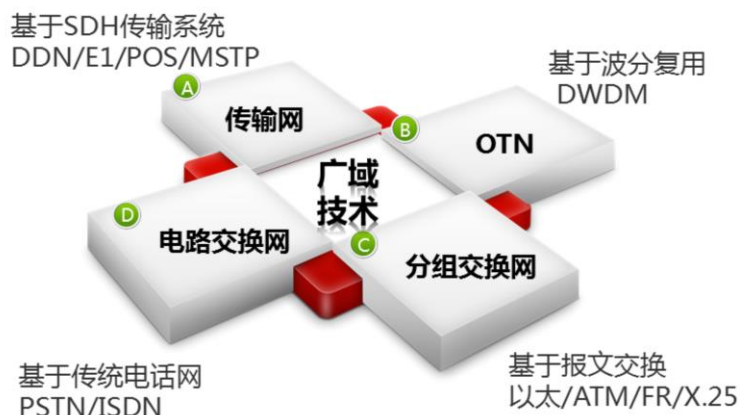 基于SDH传输系统
DDN/E1/POS/MSTP
A
传输网
基于波分复用
DWDM
B
OTN
广域
技术
D
电路交换网
C
分组交换网
基于传统电话网
PSTN/ISDN
基于报文交换
以太/ATM/FR/X.25